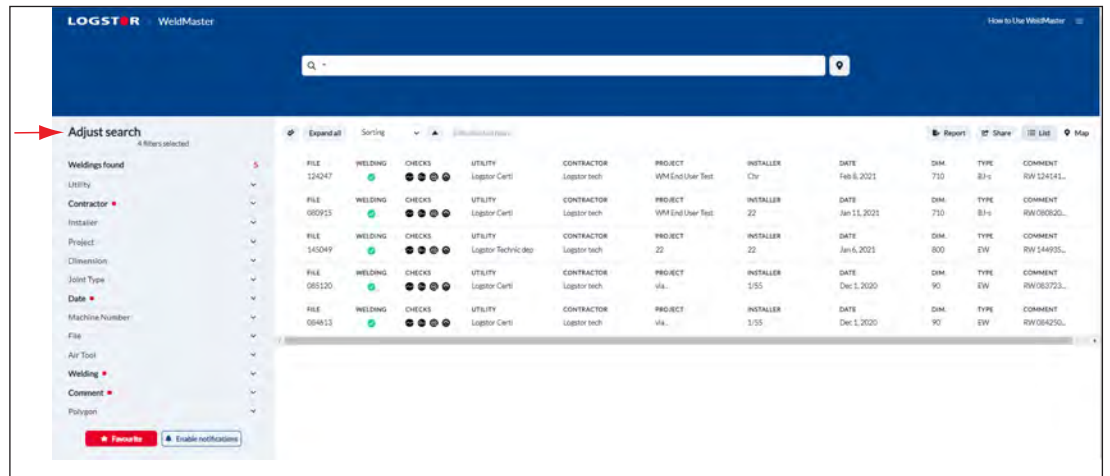 LOGSTOR WeldMaster
How to Use WeldMaster
Adjust search
4 filters selected
Expand all Sorting
Report Share List Map
Weldings found 5
Utility
Contractor
Installer
Project
Dimension
Joint Type
Date
Machine Number
File
Air Tool
Welding
Comment
Polygon
Favourite Enable notifications
FILE WELDING CHECKS UTILITY CONTRACTOR PROJECT INSTALLER DATE DIM. TYPE COMMENT
124247 Logstor Certi Logstor tech WM End User Test Chr Feb 8, 2021 710 BJ-s RW 124141...
FILE WELDING CHECKS UTILITY CONTRACTOR PROJECT INSTALLER DATE DIM. TYPE COMMENT
080915 Logstor Certi Logstor tech WM End User Test 22 Jan 11, 2021 710 BJ-s RW 080820...
FILE WELDING CHECKS UTILITY CONTRACTOR PROJECT INSTALLER DATE DIM. TYPE COMMENT
145049 Logstor Technic dep Logstor tech 22 22 Jan 6, 2021 800 EW RW 144935...
FILE WELDING CHECKS UTILITY CONTRACTOR PROJECT INSTALLER DATE DIM. TYPE COMMENT
085120 Logstor Certi Logstor tech via... 1/55 Dec 1, 2020 90 EW RW 083723...
FILE WELDING CHECKS UTILITY CONTRACTOR PROJECT INSTALLER DATE DIM. TYPE COMMENT
084613 Logstor Certi Logstor tech via... 1/55 Dec 1, 2020 90 EW RW 084250...